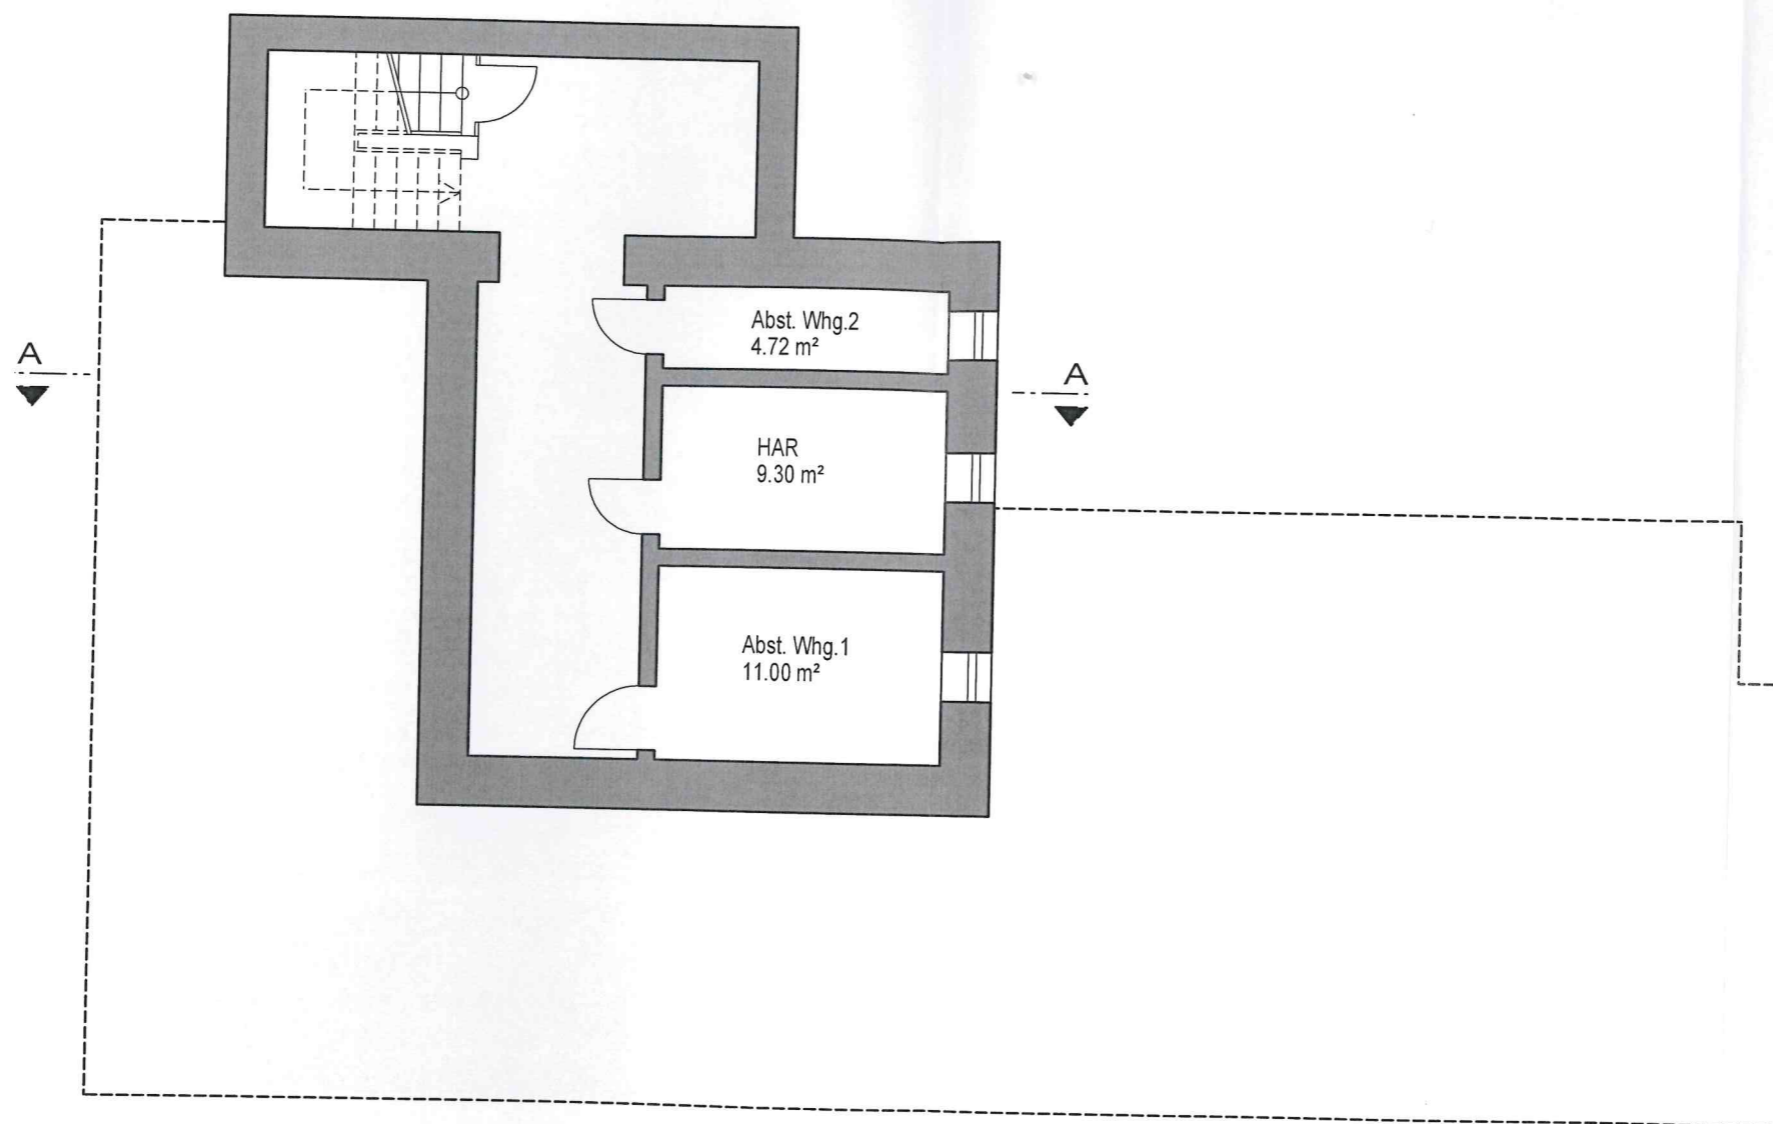 Abst. Whg.2
4.72 m²
A
A
HAR
9.30 m²
Abst. Whg.1
11.00 m²